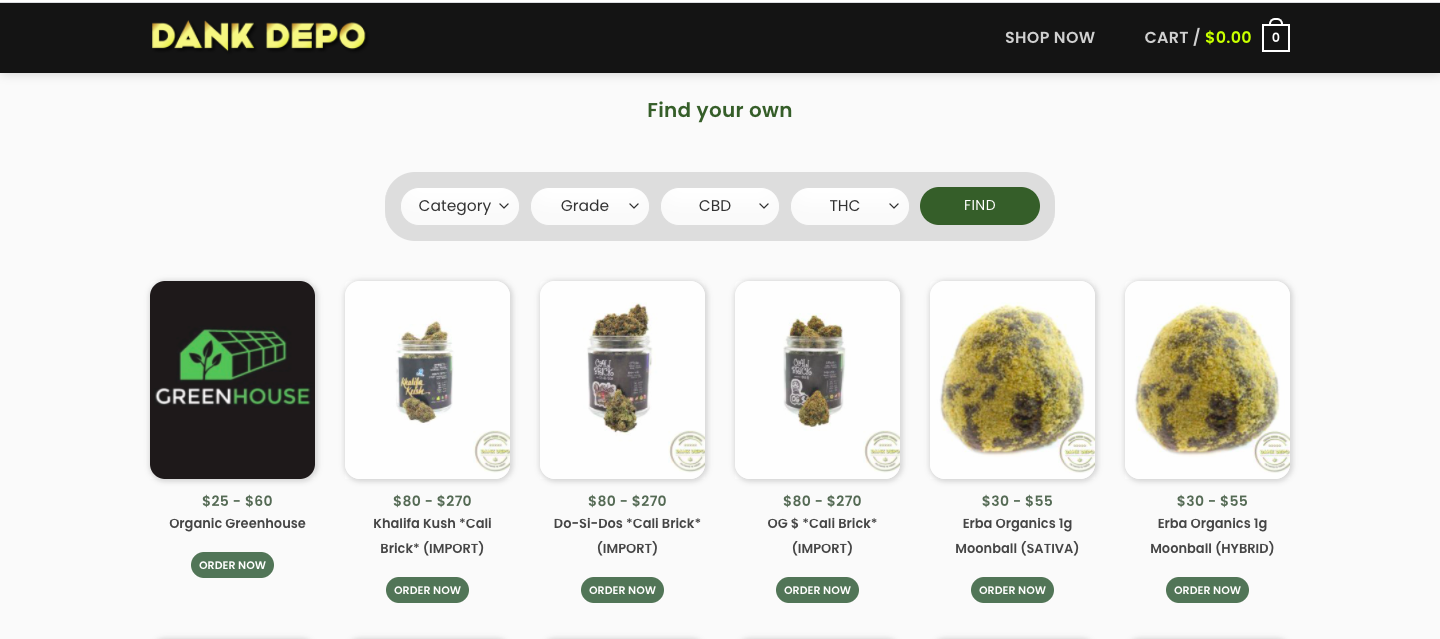 DANK DEPO
SHOP NOW
CART / $0.00
0
Find your own
Category
Grade
CBD
THC
FIND
GREENHOUSE
Khalifa
Kush
$25 - $60
Organic Greenhouse
ORDER NOW
$80 - $270
Khalifa Kush *Cali
Brick* (IMPORT)
ORDER NOW
$80 - $270
Do-Si-Dos *Cali Brick*
(IMPORT)
ORDER NOW
$80 - $270
OG $ *Cali Brick*
(IMPORT)
ORDER NOW
$30 - $55
Erba Organics 1g
Moonball (SATIVA)
ORDER NOW
$30 - $55
Erba Organics 1g
Moonball (HYBRID)
ORDER NOW